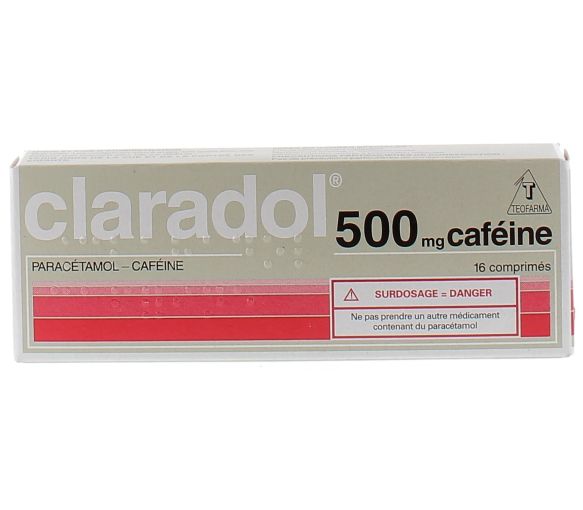 claradol®
500 mg caféine
T
TEOFARMA
PARACÉTAMOL – CAFÉINE
16 comprimés
SURDOSAGE = DANGER
Ne pas prendre un autre médicament
contenant du paracétamol